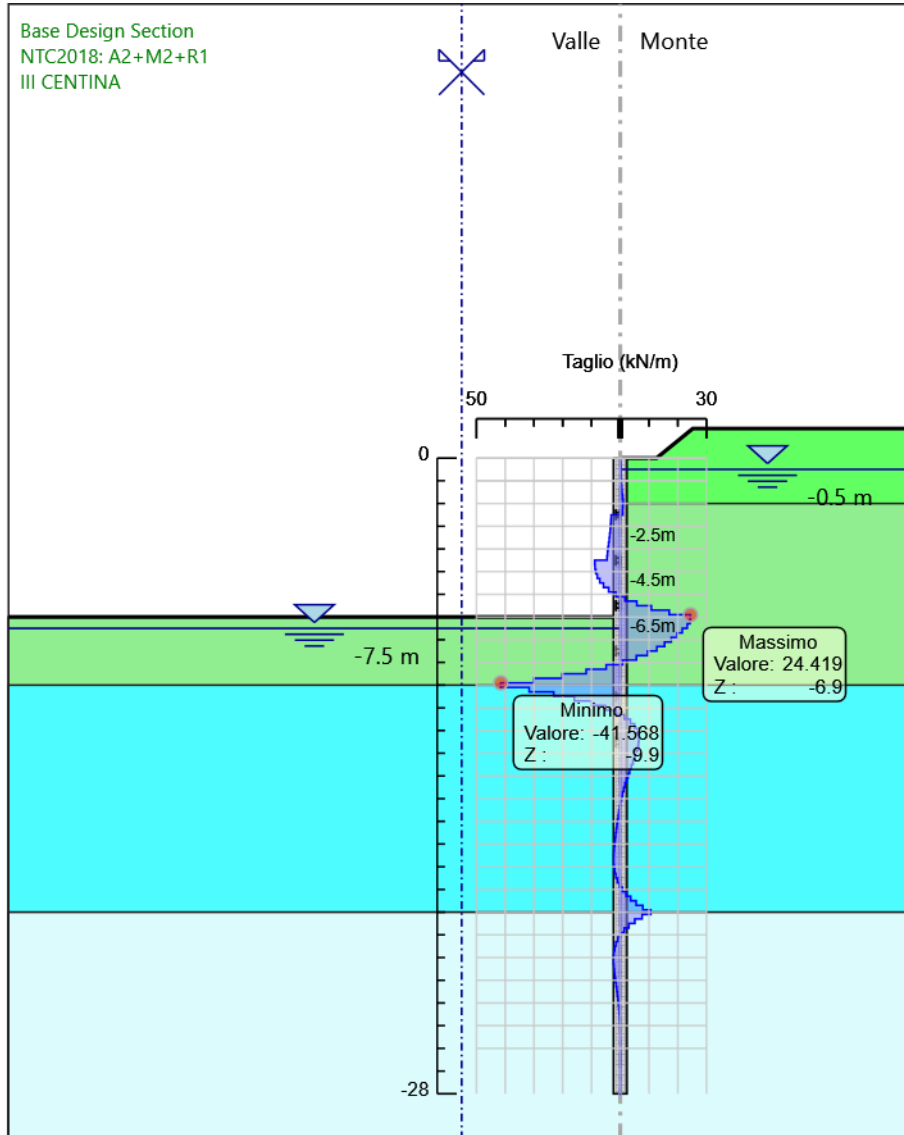 Base Design Section
NTC2018: A2+M2+R1
III CENTINA
Valle
Monte
Taglio (kN/m)
50
30
0
-0.5 m
-2.5m
-4.5m
-6.5m
-7.5 m
Massimo
Valore: 24.419
Z : -6.9
Minimo
Valore: -41.568
Z : -9.9
-28